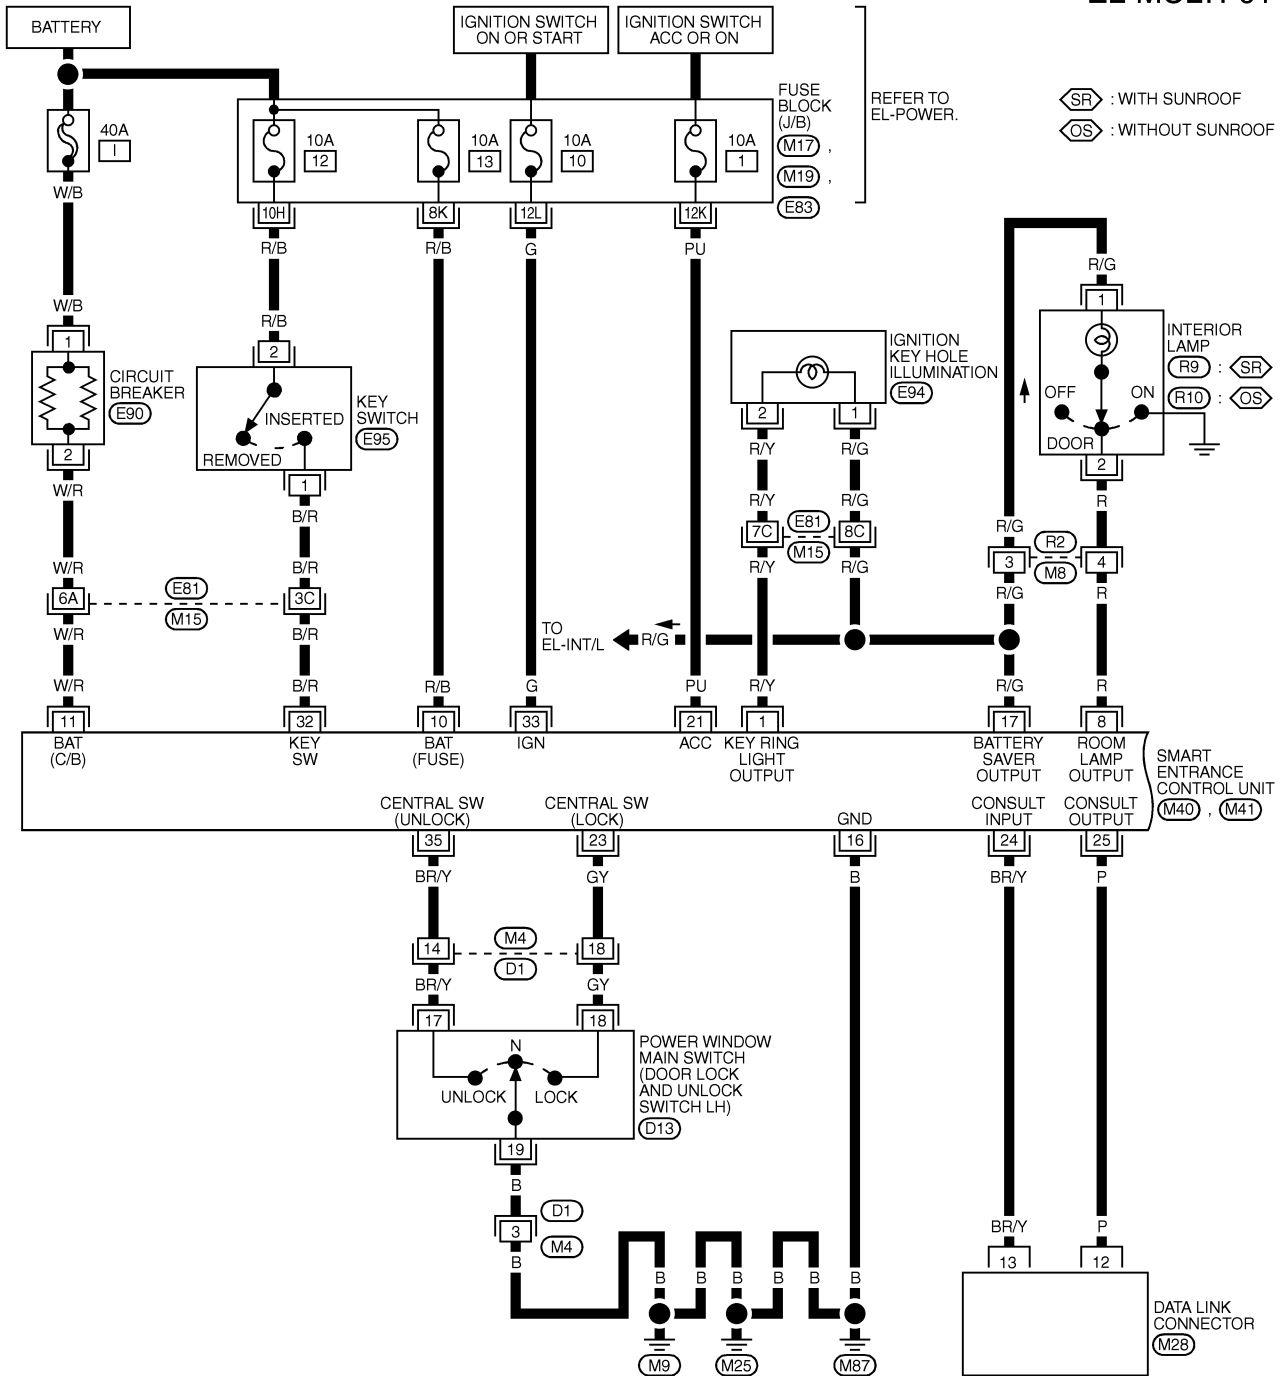 BATTERY
IGNITION SWITCH
ON OR START
IGNITION SWITCH
ACC OR ON
REFER TO
EL-POWER.
FUSE
BLOCK
(J/B)
M17 ,
M19 ,
E83
SR : WITH SUNROOF
OS : WITHOUT SUNROOF
40A
I
10A
12
10A
13
10A
10
10A
1
W/B
10H
8K
12L
12K
R/B
R/B
G
PU
R/G
W/B
R/B
1
1
2
CIRCUIT
BREAKER
E90
2
INSERTED
REMOVED
KEY
SWITCH
E95
1
IGNITION
KEY HOLE
ILLUMINATION
E94
2
1
INTERIOR
LAMP
R9 : SR
R10 : OS
OFF
ON
DOOR
2
W/R
B/R
R/Y
R/G
R
R/Y
R/G
R/G
W/R
B/R
7C
E81
M15
8C
3
R2
M8
4
R/Y
R/G
R/G
R
6A
E81
M15
3C
W/R
B/R
TO
EL-INT/L
R/G
W/R
B/R
R/B
G
PU
R/Y
R/G
R
11
32
10
33
21
1
17
8
BAT
(C/B)
KEY
SW
BAT
(FUSE)
IGN
ACC
KEY RING
LIGHT
OUTPUT
BATTERY
SAVER
OUTPUT
ROOM
LAMP
OUTPUT
SMART
ENTRANCE
CONTROL UNIT
M40 , M41
CENTRAL SW
(UNLOCK)
CENTRAL SW
(LOCK)
GND
CONSULT
INPUT
CONSULT
OUTPUT
35
23
16
24
25
BR/Y
GY
B
BR/Y
P
14
M4
D1
18
BR/Y
GY
17
18
N
UNLOCK
LOCK
POWER WINDOW
MAIN SWITCH
(DOOR LOCK
AND UNLOCK
SWITCH LH)
D13
19
B
3
D1
M4
B
BR/Y
P
13
12
B
B
B
B
B
B
M9
M25
M87
DATA LINK
CONNECTOR
M28